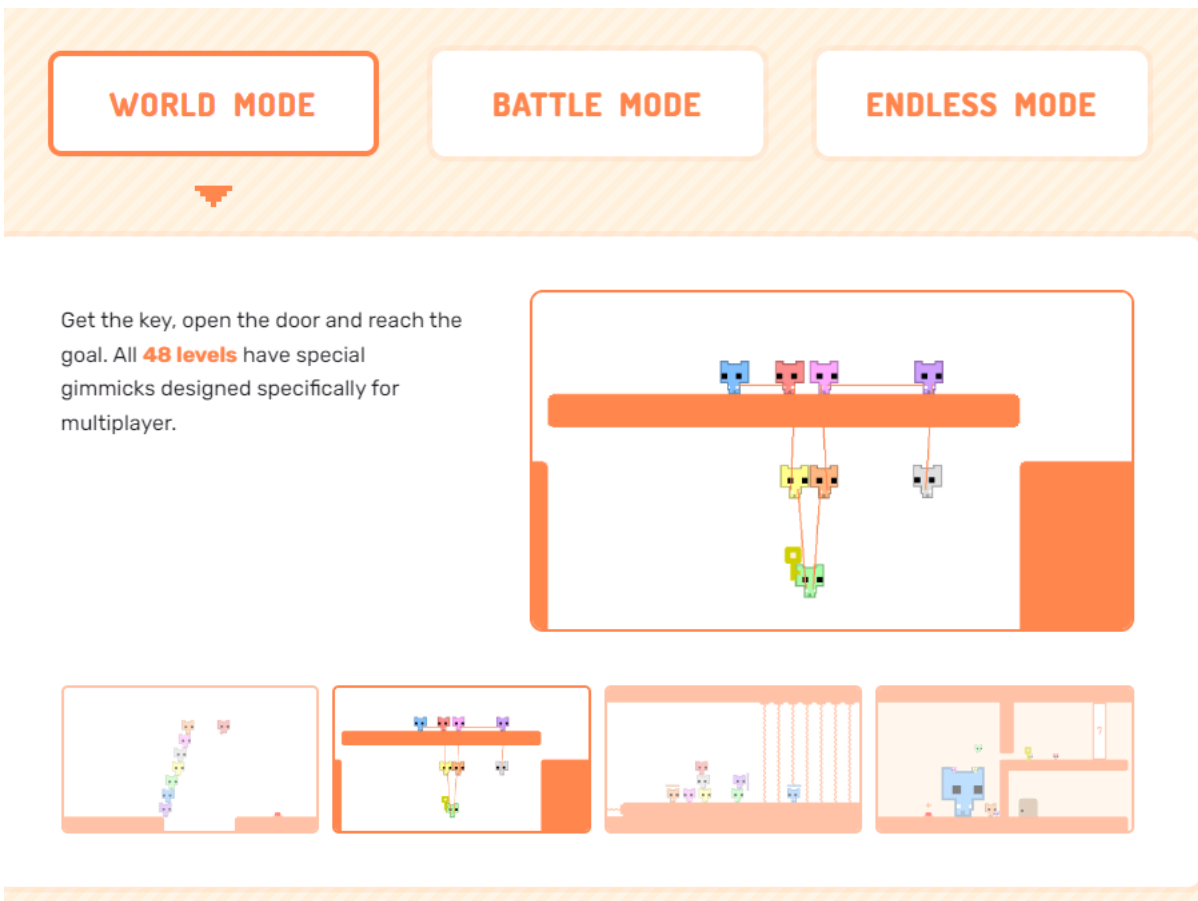 WORLD MODE
BATTLE MODE
ENDLESS MODE
Get the key, open the door and reach the
goal. All 48 levels have special
gimmicks designed specifically for
multiplayer.
?